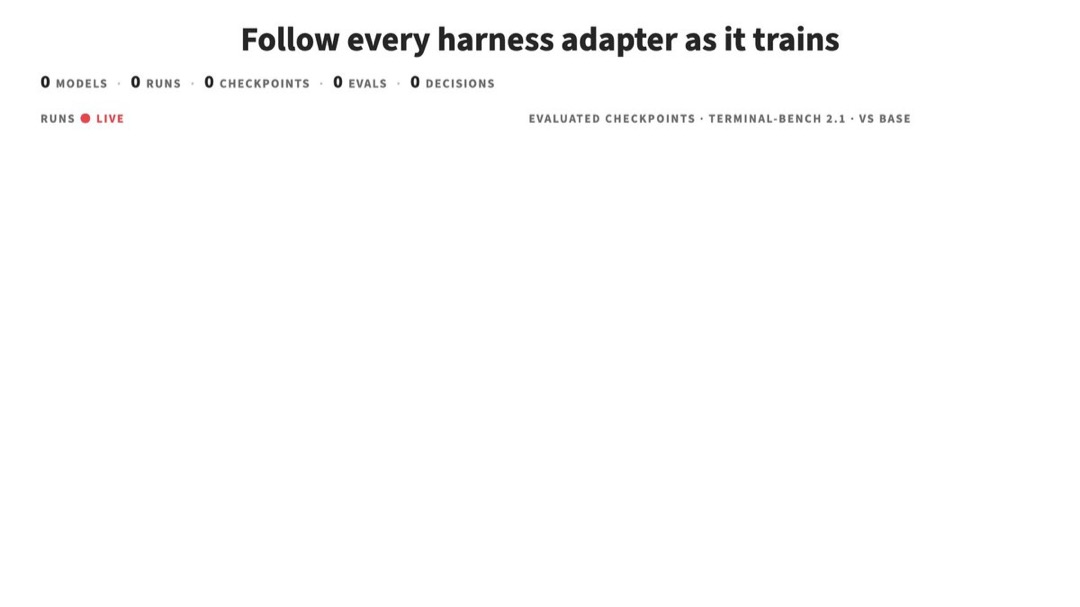 Follow every harness adapter as it trains
0 MODELS · 0 RUNS · 0 CHECKPOINTS · 0 EVALS · 0 DECISIONS
RUNS ● LIVE
EVALUATED CHECKPOINTS · TERMINAL-BENCH 2.1 · VS BASE